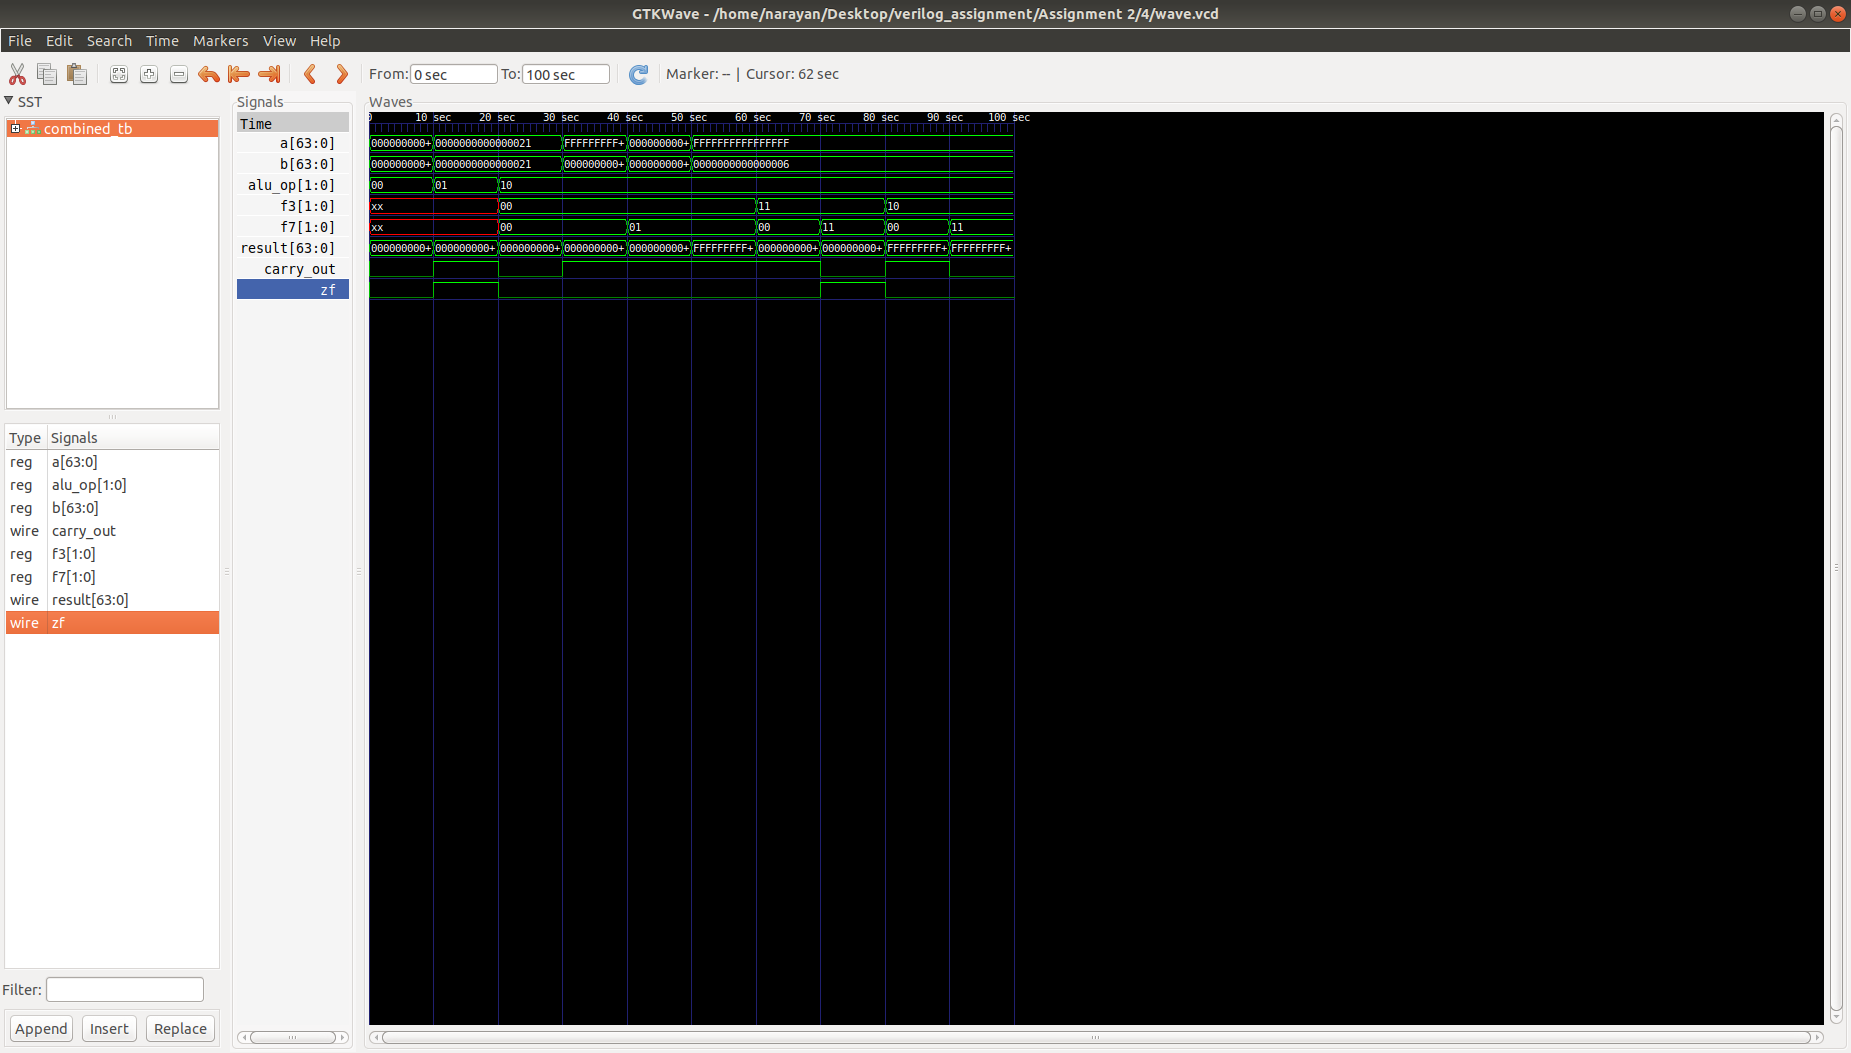 GTKWave - /home/narayan/Desktop/verilog_assignment/Assignment 2/4/wave.vcd
File Edit Search Time Markers View Help
From: 0 sec To: 100 sec Marker: -- | Cursor: 62 sec
SST
combined_tb
Type Signals
reg a[63:0]
reg alu_op[1:0]
reg b[63:0]
wire carry_out
reg f3[1:0]
reg f7[1:0]
wire result[63:0]
wire zf
Filter:
Append Insert Replace
Signals
Time
a[63:0]
b[63:0]
alu_op[1:0]
f3[1:0]
f7[1:0]
result[63:0]
carry_out
zf
Waves
0 10 sec 20 sec 30 sec 40 sec 50 sec 60 sec 70 sec 80 sec 90 sec 100 sec
000000000+ 0000000000000021 FFFFFFFFF+ 000000000+ FFFFFFFFFFFFFFFF
000000000+ 0000000000000021 000000000+ 000000000+ 0000000000000006
00 01 10
xx 00 11 10
xx 00 01 00 11 00 11
000000000+ 000000000+ 000000000+ 000000000+ 000000000+ FFFFFFFFF+ 000000000+ 000000000+ FFFFFFFFF+ FFFFFFFFF+